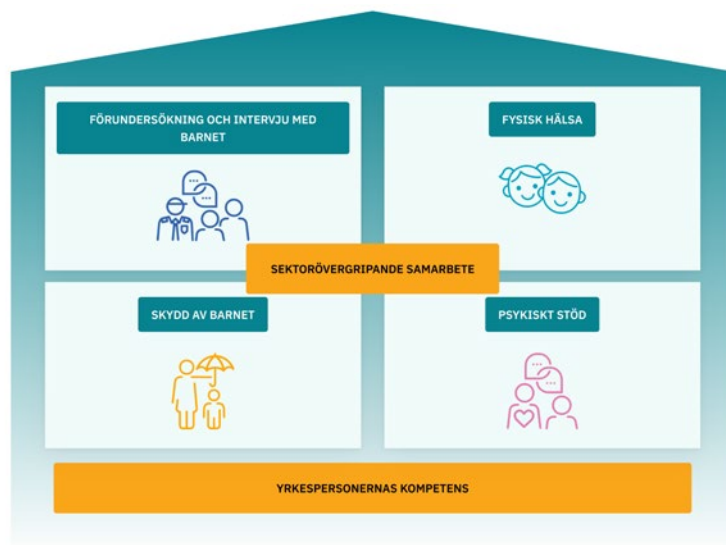 FÖRUNDERSÖKNING OCH INTERVJU MED
BARNET
FYSISK HÄLSA
SEKTORÖVERGRIPANDE SAMARBETE
SKYDD AV BARNET
PSYKISKT STÖD
YRKESPERSONERNAS KOMPETENS